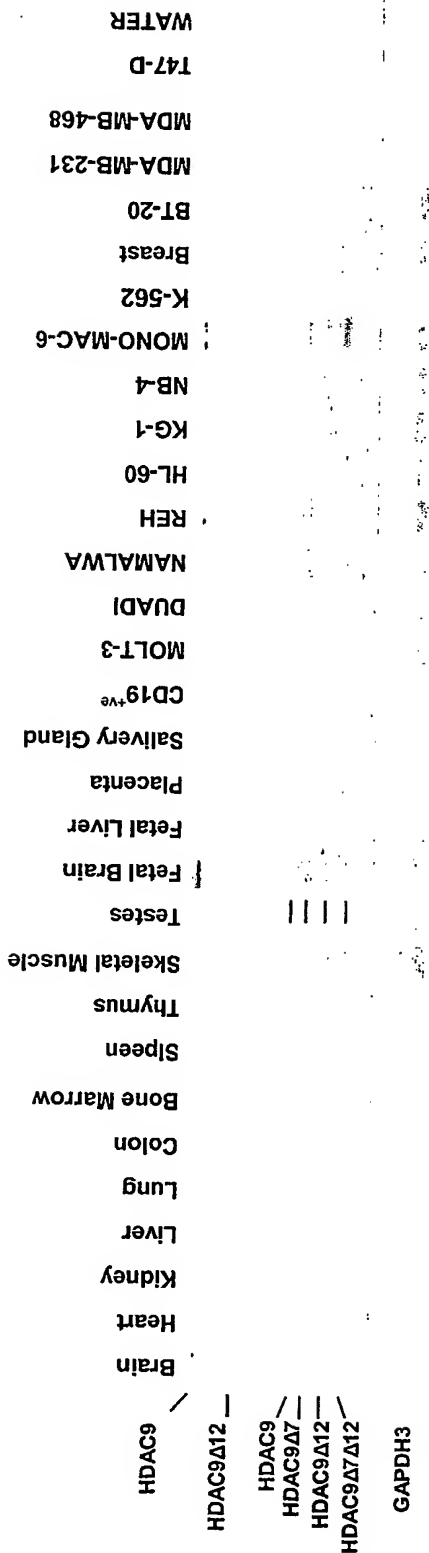 Brain
Heart
Kidney
Liver
Lung
Colon
Bone Marrow
Slpeen
Thymus
Skeletal Muscle
Testes
Fetal Brain
Fetal Liver
Placenta
Salivery Gland
CD19+ve
MOLT-3
DUADI
NAMALWA
REH
HL-60
KG-1
NB-4
MONO-MAC-6
K-562
Breast
BT-20
MDA-MB-231
MDA-MB-468
T47-D
WATER
HDAC9
HDAC9Δ12
HDAC9
HDAC9Δ7
HDAC9Δ12
HDAC9Δ7Δ12
GAPDH3